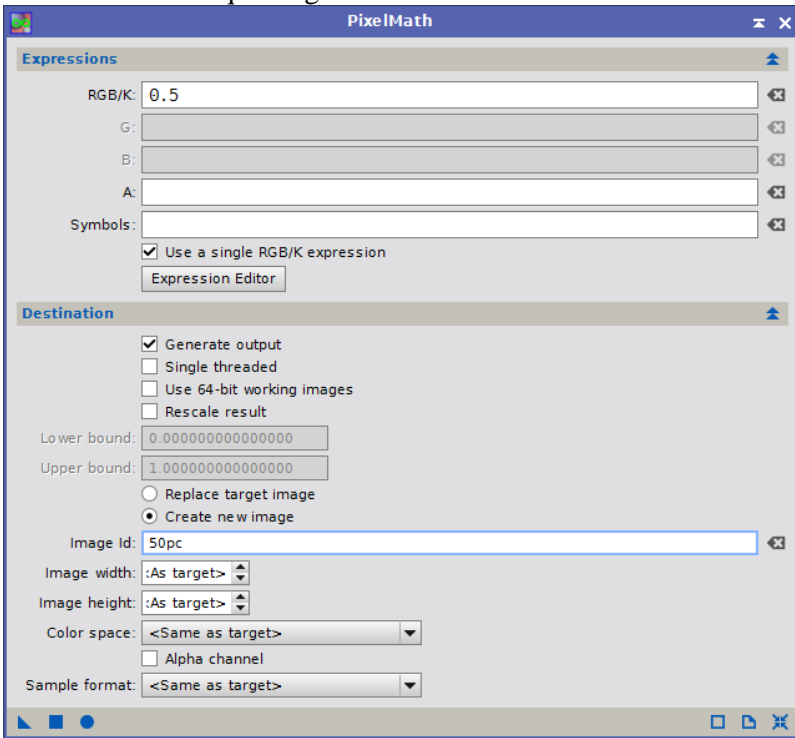 PixelMath
Expressions
RGB/K: 0.5
G:
B:
A:
Symbols:
Use a single RGB/K expression
Expression Editor
Destination
Generate output
Single threaded
Use 64-bit working images
Rescale result
Lower bound: 0.000000000000000
Upper bound: 1.000000000000000
Replace target image
Create new image
Image Id: 50pc
Image width: :As target>
Image height: :As target>
Color space: <Same as target>
Alpha channel
Sample format: <Same as target>